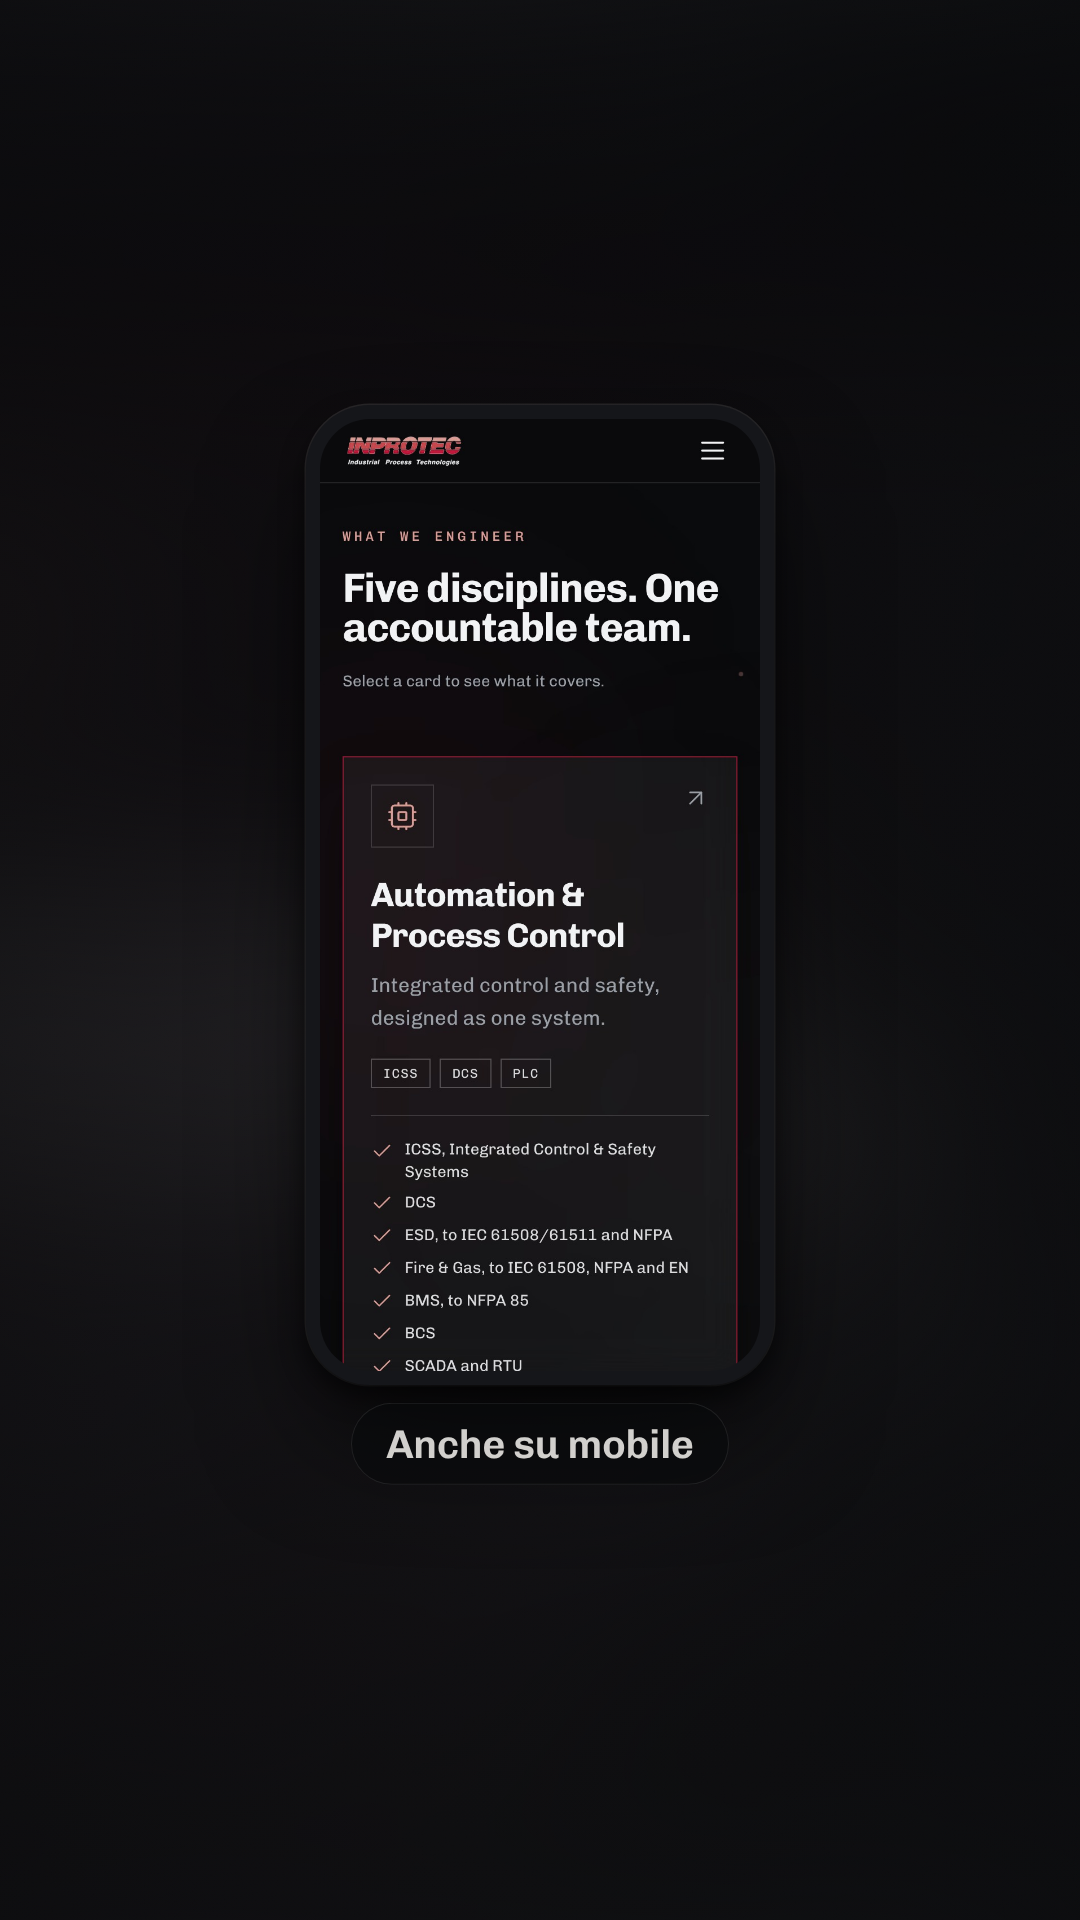 INPROTEC
Industrial Process Technologies
WHAT WE ENGINEER
Five disciplines. One
accountable team.
Select a card to see what it covers.
Automation &
Process Control
Integrated control and safety,
designed as one system.
ICSS DCS PLC
ICSS, Integrated Control & Safety
Systems
DCS
ESD, to IEC 61508/61511 and NFPA
Fire & Gas, to IEC 61508, NFPA and EN
BMS, to NFPA 85
BCS
SCADA and RTU
Anche su mobile